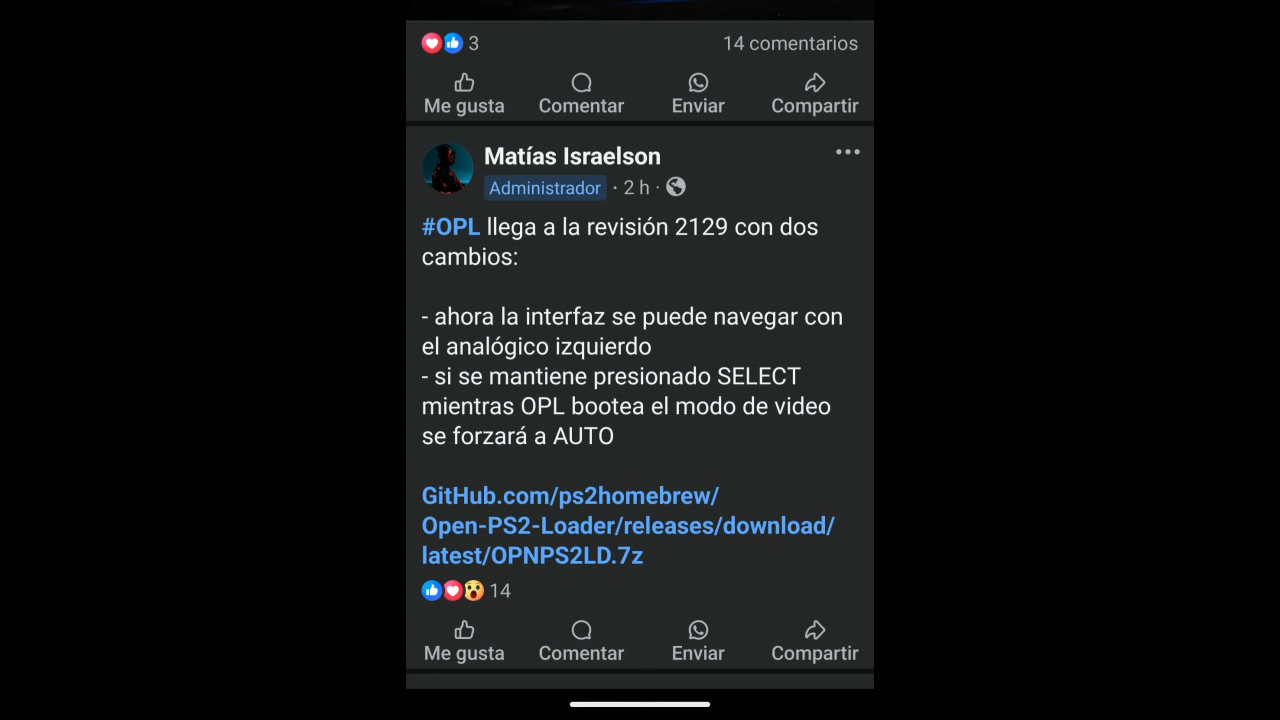 3
14 comentarios
Me gusta
Comentar
Enviar
Compartir
Matías Israelson
Administrador · 2 h ·
#OPL llega a la revisión 2129 con dos
cambios:
- ahora la interfaz se puede navegar con
el analógico izquierdo
- si se mantiene presionado SELECT
mientras OPL bootea el modo de video
se forzará a AUTO
GitHub.com/ps2homebrew/
Open-PS2-Loader/releases/download/
latest/OPNPS2LD.7z
14
Me gusta
Comentar
Enviar
Compartir